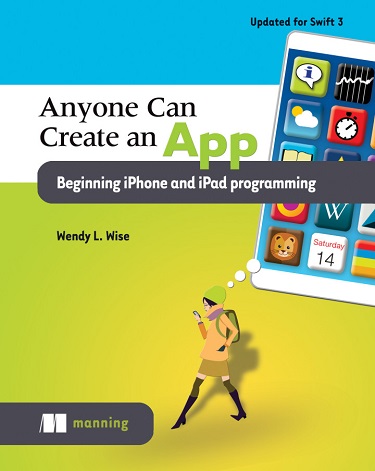 Updated for Swift 3
Anyone Can
Create an App
Beginning iPhone and iPad programming
W
Saturday
14
Wendy L. Wise
manning